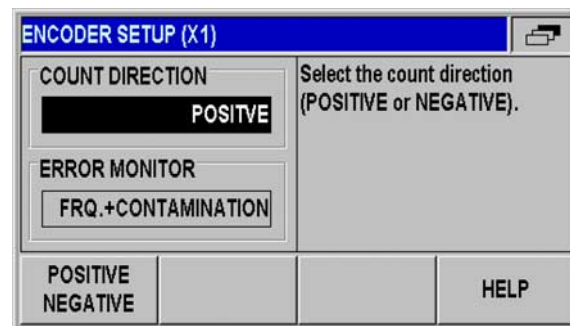 ENCODER SETUP (X1)
COUNT DIRECTION
POSITVE
ERROR MONITOR
FRQ.+CONTAMINATION
Select the count direction
(POSITIVE or NEGATIVE).
POSITIVE
NEGATIVE
HELP